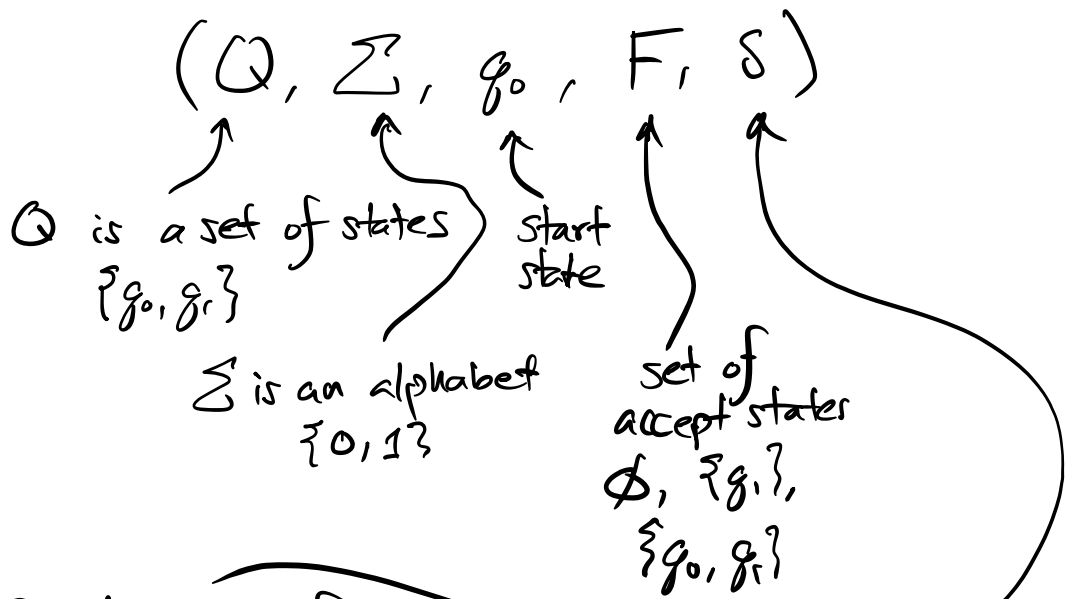 (Q, Σ, q₀, F, δ)
Q is a set of states
{q₀, q₁}
start
state
Σ is an alphabet
{0, 1}
set of
accept states
ϕ, {q₁},
{q₀, q₁}